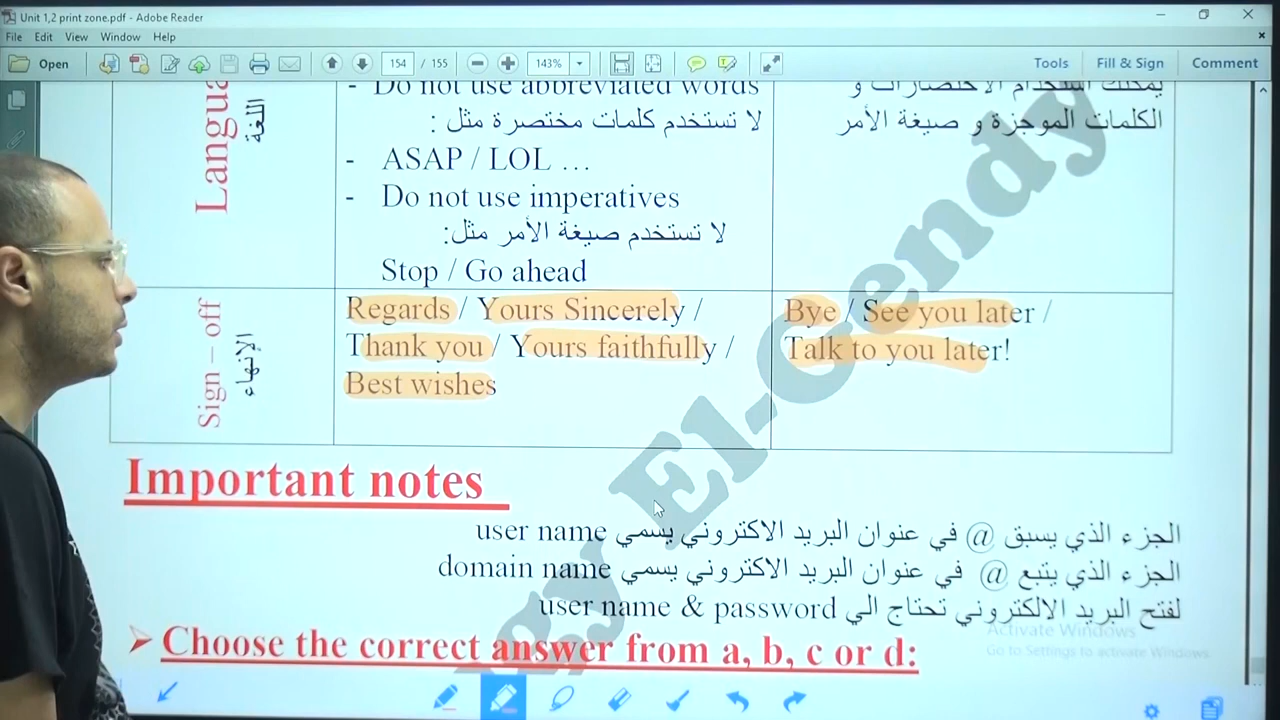 Unit 1,2 print zone.pdf - Adobe Reader
File Edit View Window Help
Open 154 / 155 143% Tools Fill & Sign Comment
- Do not use abbreviated words
يمكنك استخدام الاختصارات و
لا تستخدم كلمات مختصرة مثل :
الكلمات الموجزة و صيغة الأمر
Langua
اللغة
- ASAP / LOL …
- Do not use imperatives
لا تستخدم صيغة الأمر مثل:
Stop / Go ahead
Sign – off
الإنهاء
Regards / Yours Sincerely /
Thank you / Yours faithfully /
Best wishes
Bye / See you later /
Talk to you later!
gy El-Gendy
Important notes
الجزء الذي يسبق @ في عنوان البريد الاكتروني يسمي user name
الجزء الذي يتبع @ في عنوان البريد الاكتروني يسمي domain name
لفتح البريد الالكتروني تحتاج الي user name & password
Activate Windows
Go to Settings to activate Windows.
➢ Choose the correct answer from a, b, c or d: